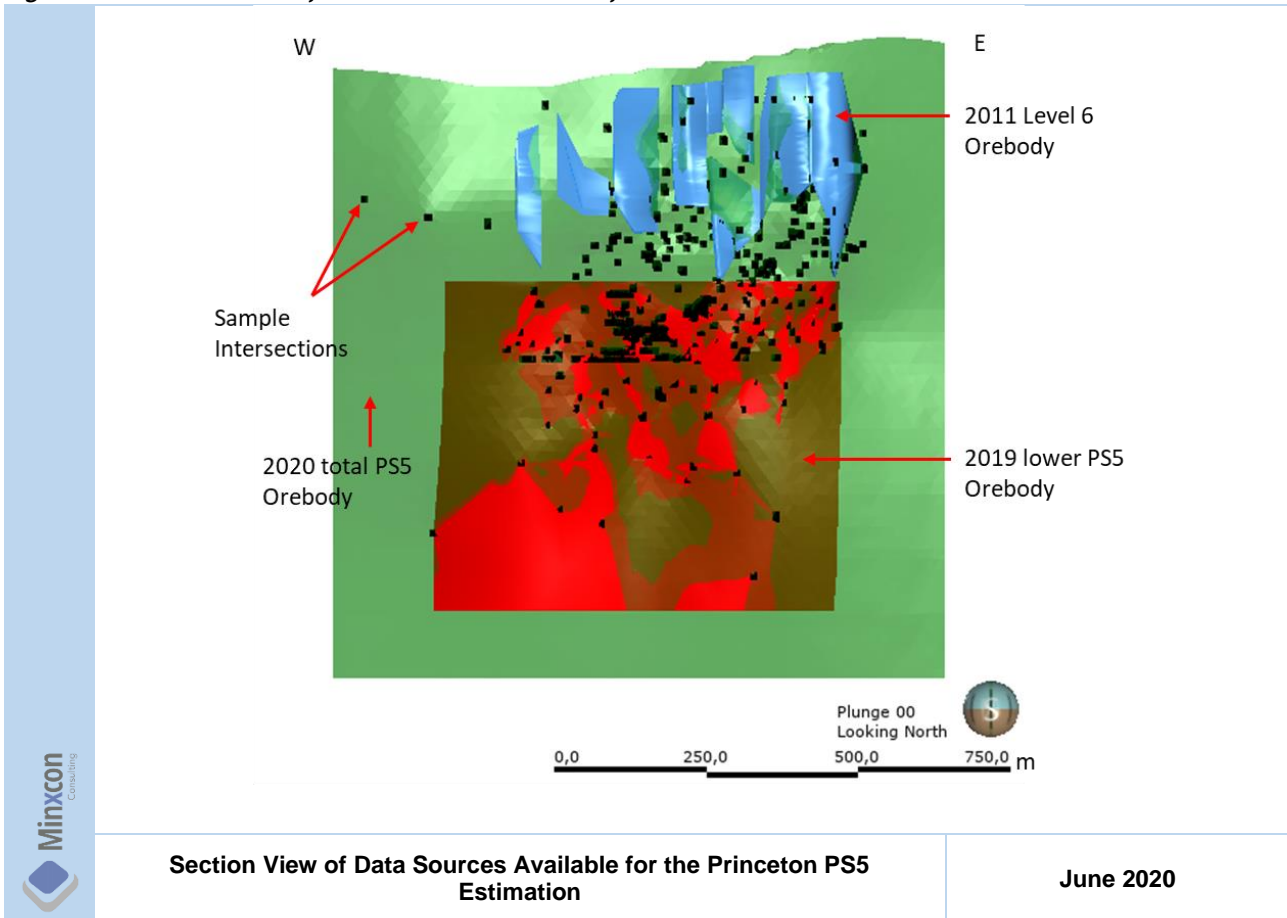 W
E
2011 Level 6
Orebody
Sample
Intersections
2020 total PS5
Orebody
2019 lower PS5
Orebody
Plunge 00
Looking North
S
0,0 250,0 500,0 750,0 m
Minxcon
Consulting
Section View of Data Sources Available for the Princeton PS5
Estimation
June 2020